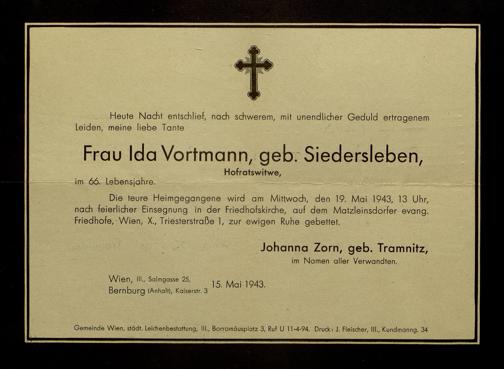 Heute Nacht entschlief, nach schwerem, mit unendlicher Geduld ertragenem
Leiden, meine liebe Tante
Frau Ida Vortmann, geb. Siedersleben,
Hofratswitwe,
im 66. Lebensjahre.
Die teure Heimgegangene wird am Mittwoch, den 19. Mai 1943, 13 Uhr,
nach feierlicher Einsegnung in der Friedhofskirche, auf dem Matzleinsdorfer evang.
Friedhofe, Wien, X., Triesterstraße 1, zur ewigen Ruhe gebettet.
Johanna Zorn, geb. Tramnitz,
im Namen aller Verwandten.
Wien, III., Salmgasse 25,
Bernburg (Anhalt), Kaiserstr. 3
15. Mai 1943.
Gemeinde Wien, städt. Leichenbestattung, III., Borromäusplatz 3, Ruf U 11-4-94. Druck: J. Fleischer, III., Kundmanng. 34